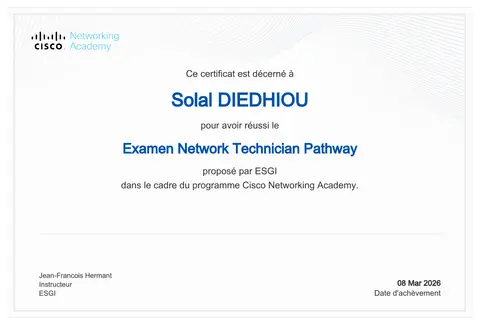 CISCO
Networking
Academy
Ce certificat est décerné à
Solal DIEDHIOU
pour avoir réussi le
Examen Network Technician Pathway
proposé par ESGI
dans le cadre du programme Cisco Networking Academy.
Jean-Francois Hermant
Instructeur
ESGI
08 Mar 2026
Date d'achèvement